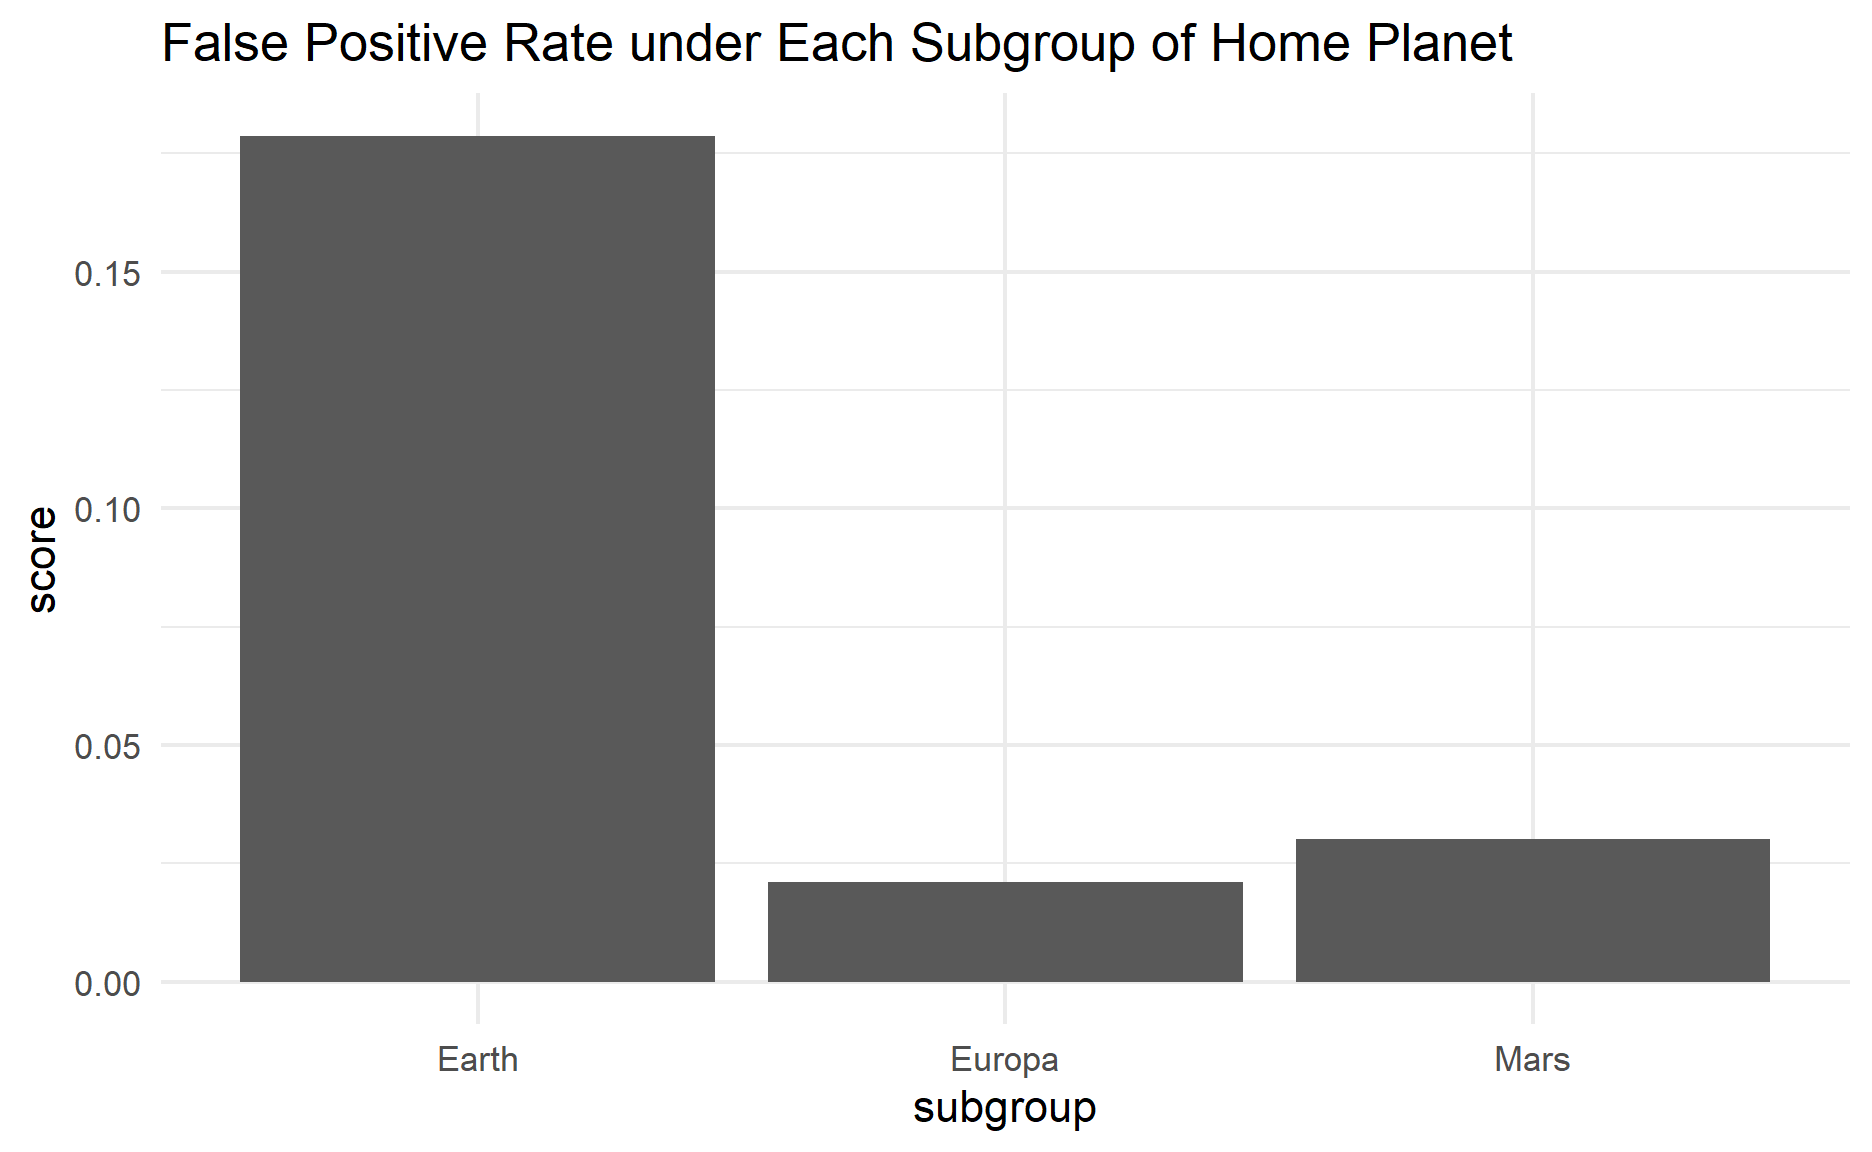 False Positive Rate under Each Subgroup of Home Planet
score
0.15
0.10
0.05
0.00
Earth Europa Mars
subgroup